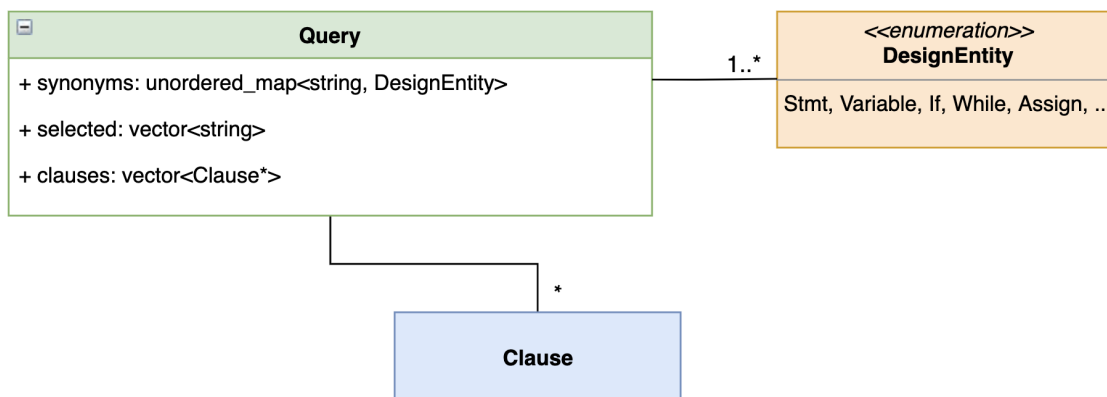 Query
+ synonyms: unordered_map<string, DesignEntity>
+ selected: vector<string>
+ clauses: vector<Clause*>
1..*
<<enumeration>>
DesignEntity
Stmt, Variable, If, While, Assign, ..
*
Clause